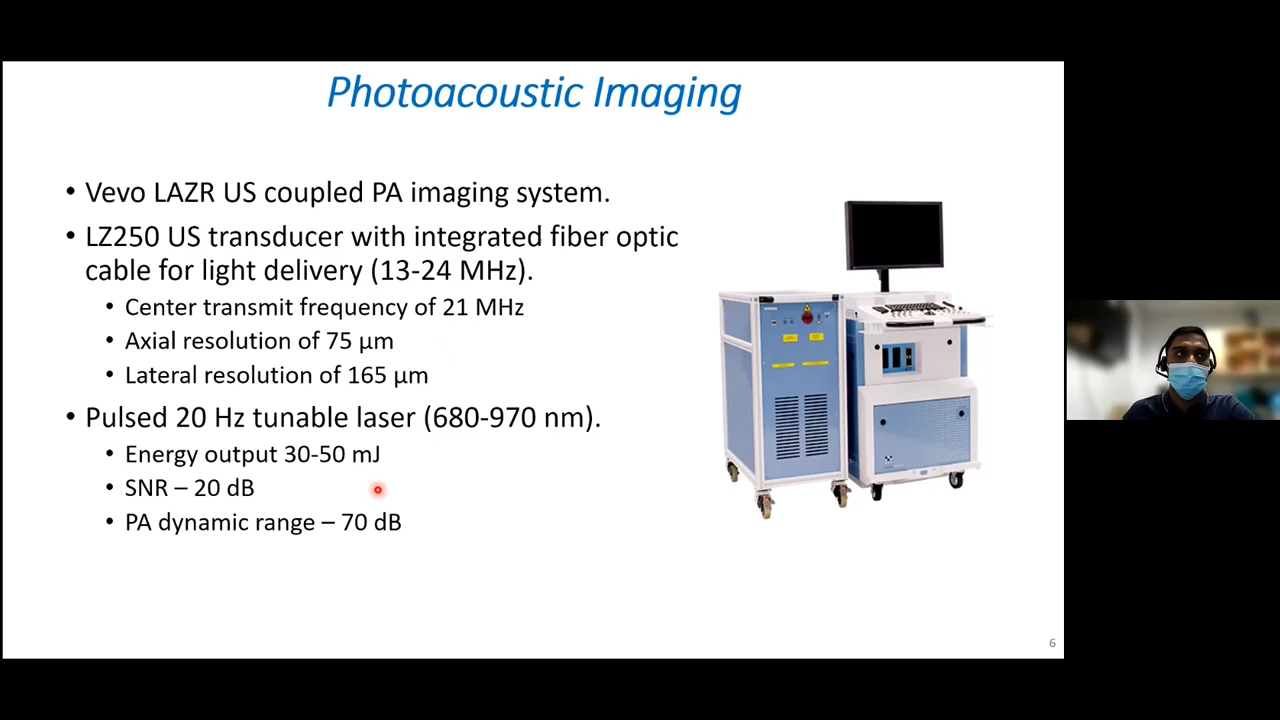 Photoacoustic Imaging
• Vevo LAZR US coupled PA imaging system.
• LZ250 US transducer with integrated fiber optic
cable for light delivery (13-24 MHz).
• Center transmit frequency of 21 MHz
• Axial resolution of 75 µm
• Lateral resolution of 165 µm
• Pulsed 20 Hz tunable laser (680-970 nm).
• Energy output 30-50 mJ
• SNR – 20 dB
• PA dynamic range – 70 dB
6